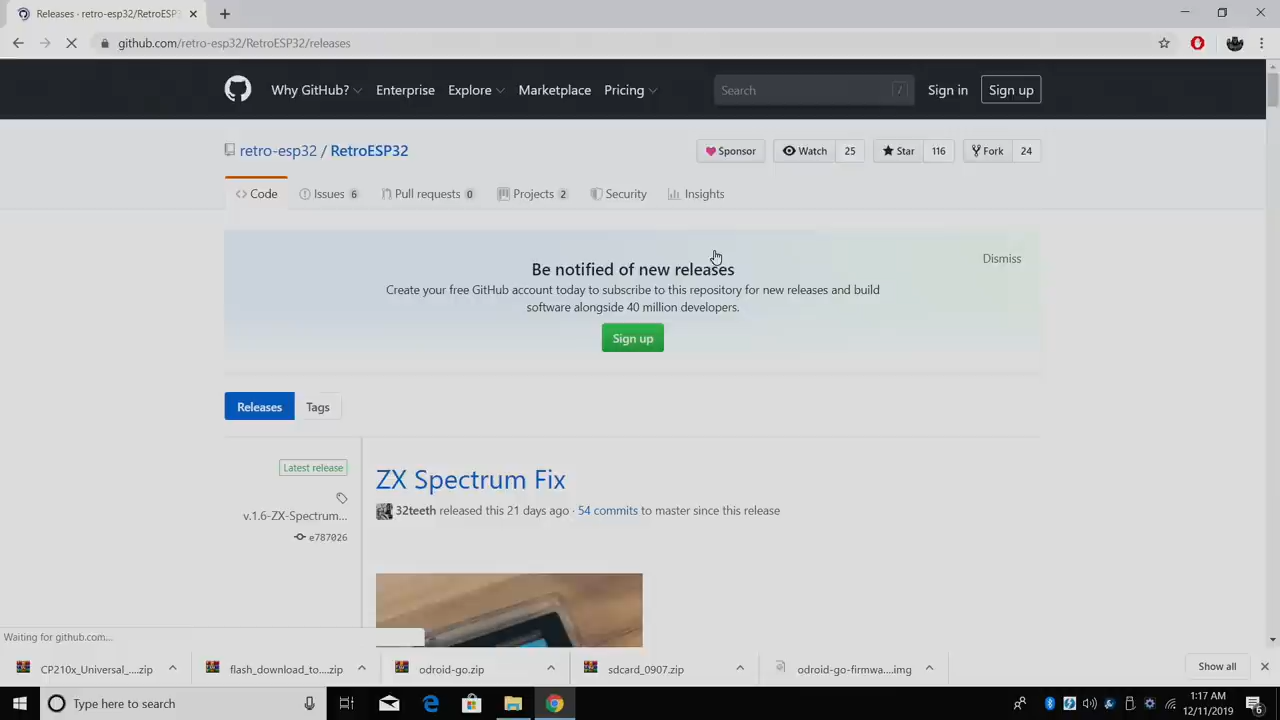 Releases · retro-esp32/RetroESP3
github.com/retro-esp32/RetroESP32/releases
Why GitHub? Enterprise Explore Marketplace Pricing Search / Sign in Sign up
retro-esp32 / RetroESP32 Sponsor Watch 25 Star 116 Fork 24
Code Issues 6 Pull requests 0 Projects 2 Security Insights
Dismiss
Be notified of new releases
Create your free GitHub account today to subscribe to this repository for new releases and build
software alongside 40 million developers.
Sign up
Releases Tags
Latest release
ZX Spectrum Fix
v.1.6-ZX-Spectrum...
32teeth released this 21 days ago · 54 commits to master since this release
e787026
Waiting for github.com...
CP210x_Universal_....zip flash_download_to....zip odroid-go.zip sdcard_0907.zip odroid-go-firmwa....img Show all
Type here to search
1:17 AM
12/11/2019
6